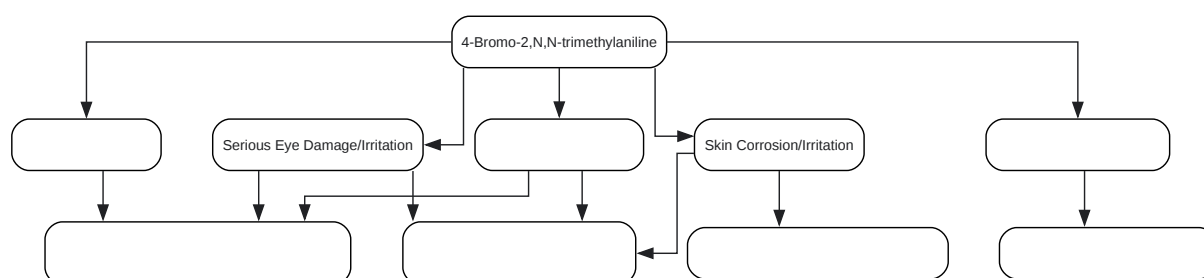 4-Bromo-2,N,N-trimethylaniline
Serious Eye Damage/Irritation
Skin Corrosion/Irritation